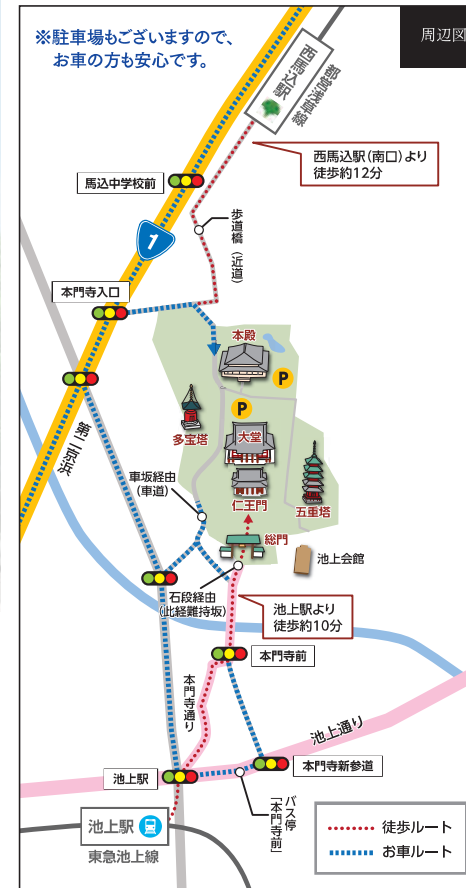 ※駐車場もございますので、
お車の方も安心です。
周辺図
西馬込駅
都営浅草線
西馬込駅（南口）より
徒歩約12分
馬込中学校前
歩道橋（近道）
1
本門寺入口
本殿
P
P
第二京浜
多宝塔
大堂
車坂経由
（車道）
仁王門
五重塔
総門
池上会館
石段経由
（此経難持坂）
池上駅より
徒歩約10分
本門寺前
本門寺通り
池上通り
池上駅
本門寺新参道
バス停
「本門寺前」
池上駅
東急池上線
徒歩ルート
お車ルート